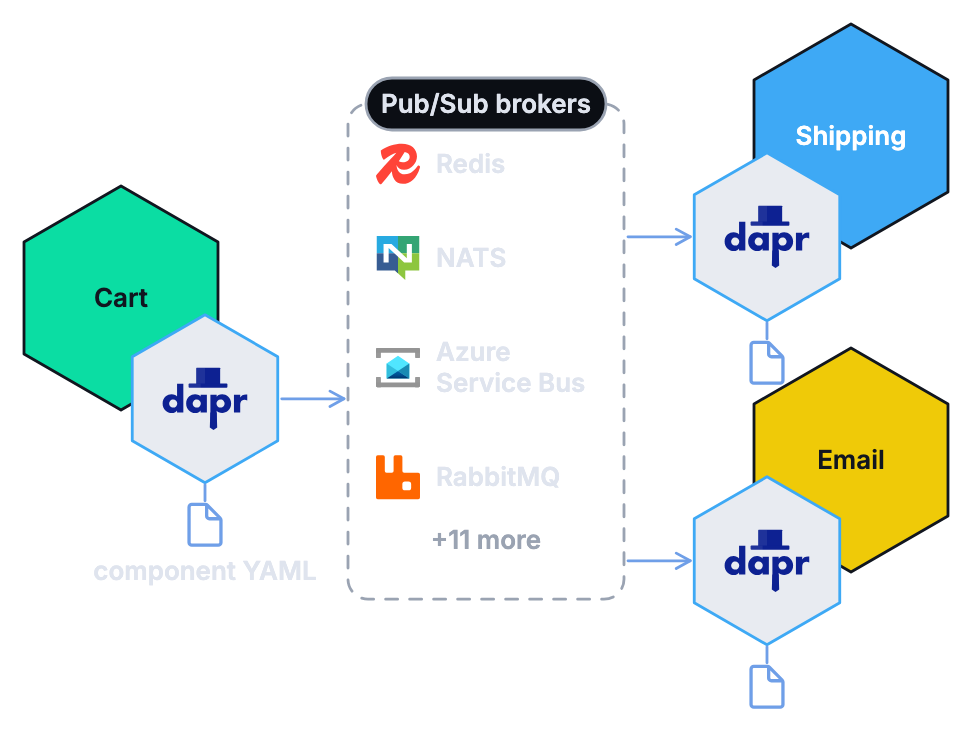 Pub/Sub brokers
Shipping
Redis
dapr
NATS
Cart
Azure
Service Bus
dapr
Email
RabbitMQ
+11 more
dapr
component YAML